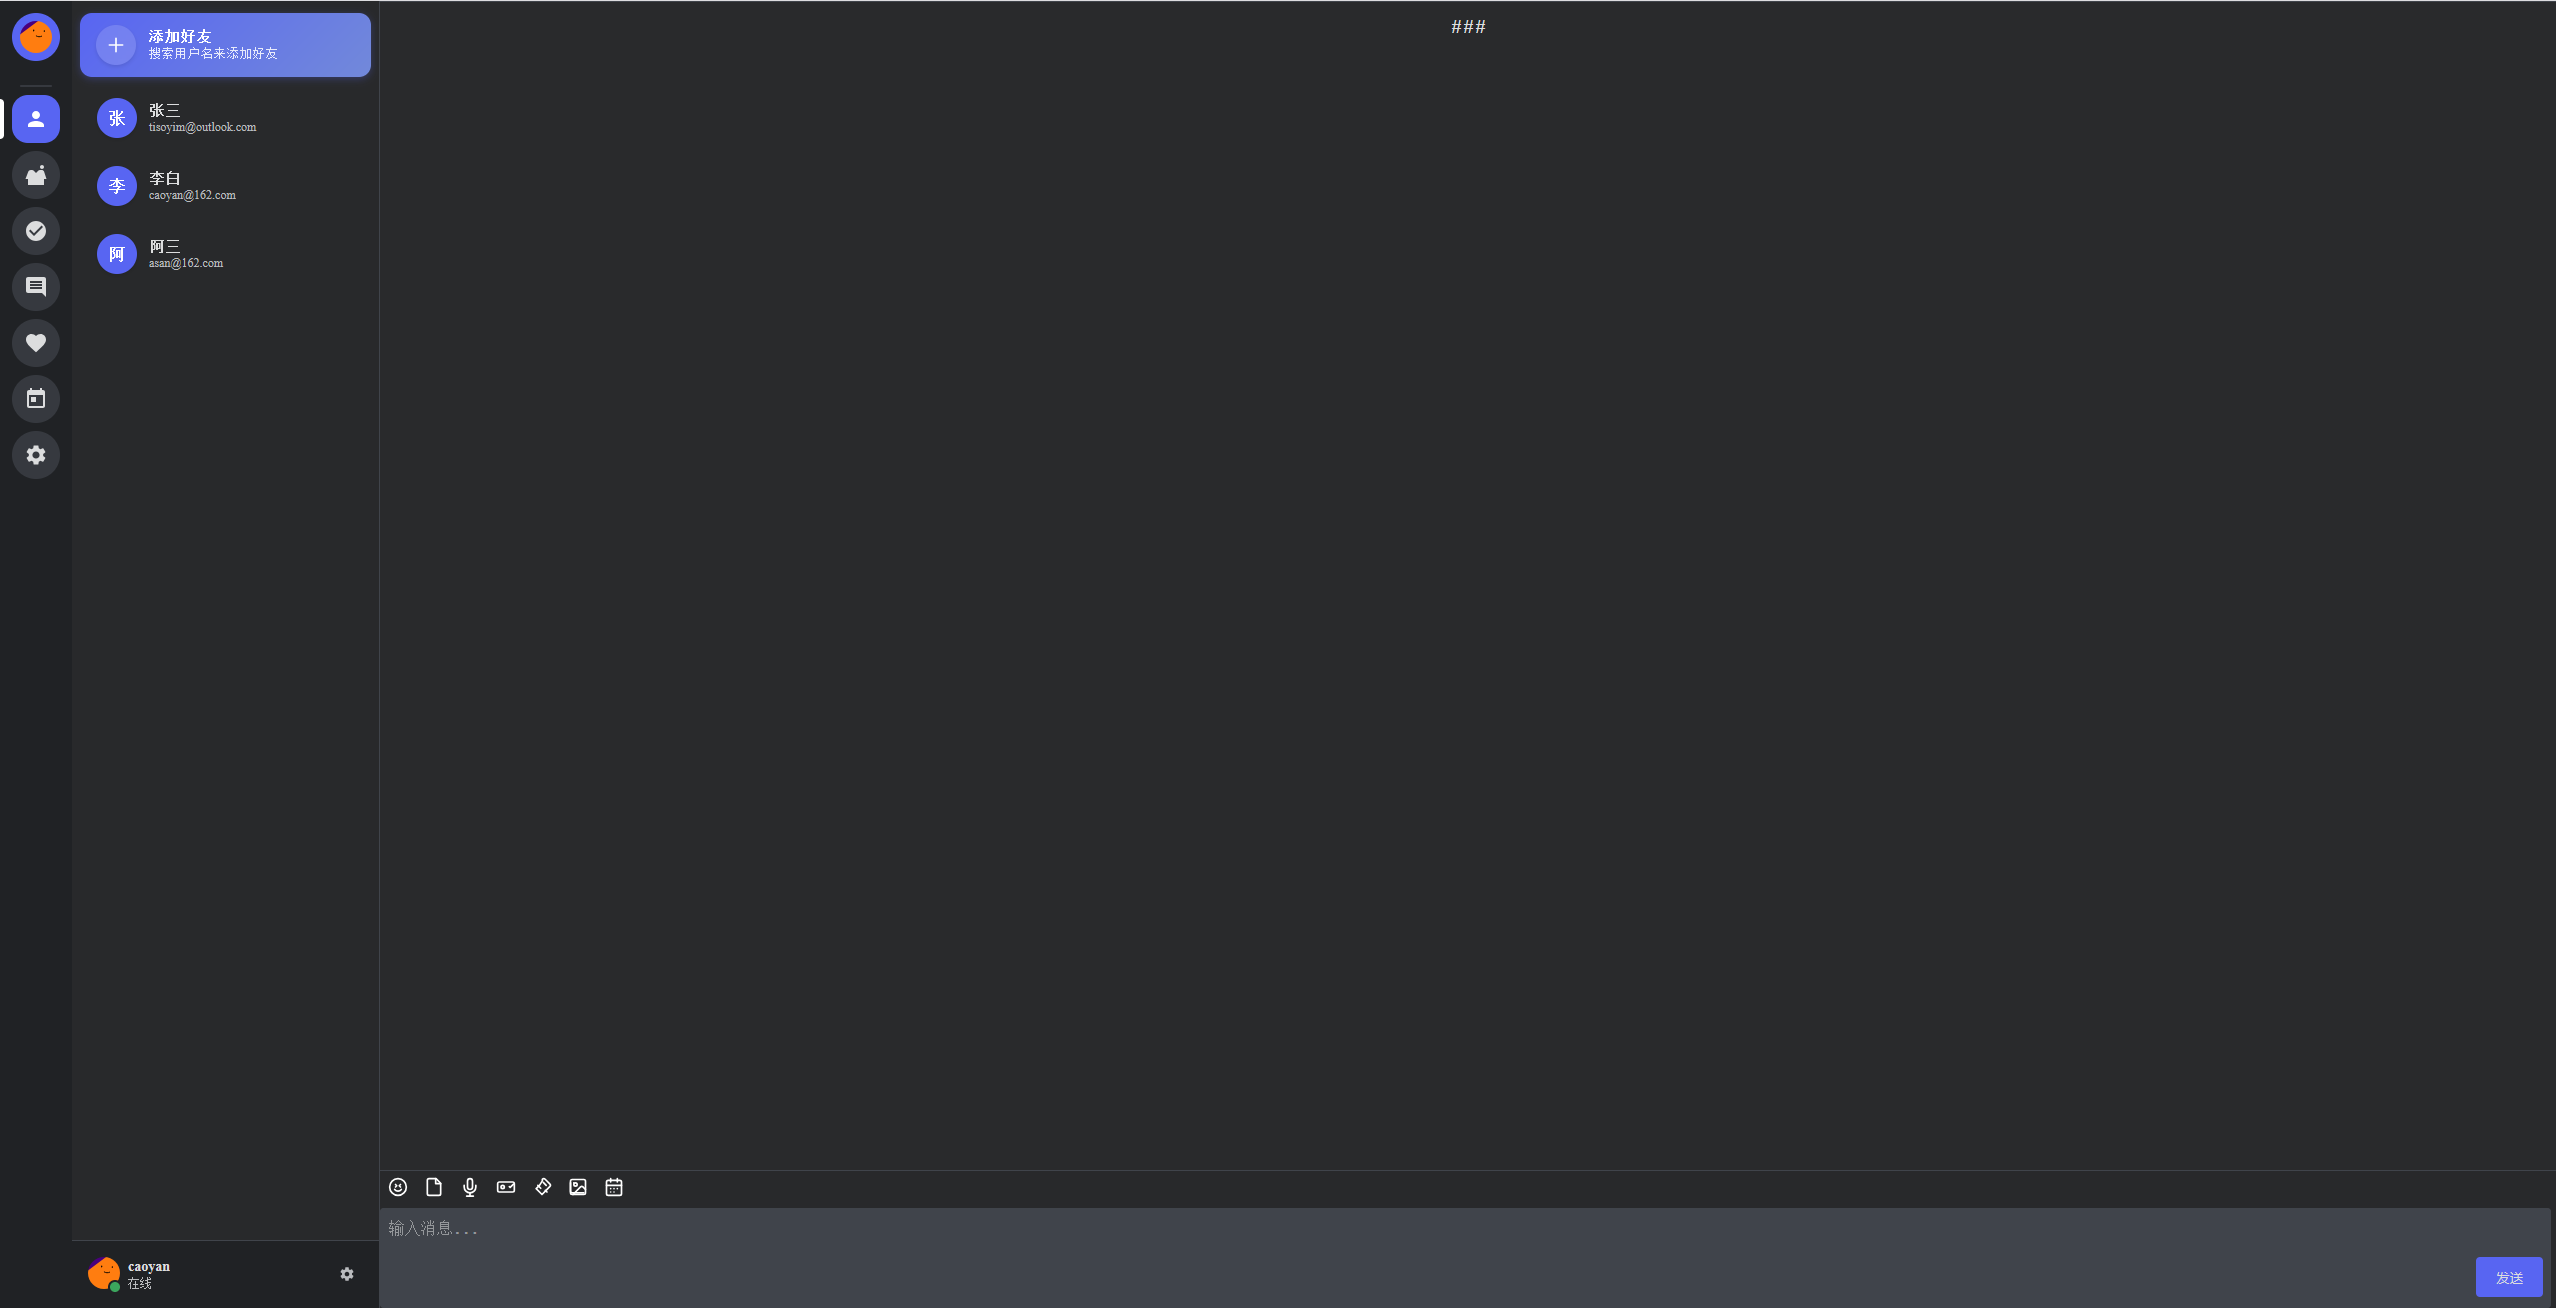 ###
添加好友
搜索用户名来添加好友
张
张三
tisoyim@outlook.com
李
李白
caoyan@162.com
阿
阿三
asan@162.com
输入消息...
发送
caoyan
在线